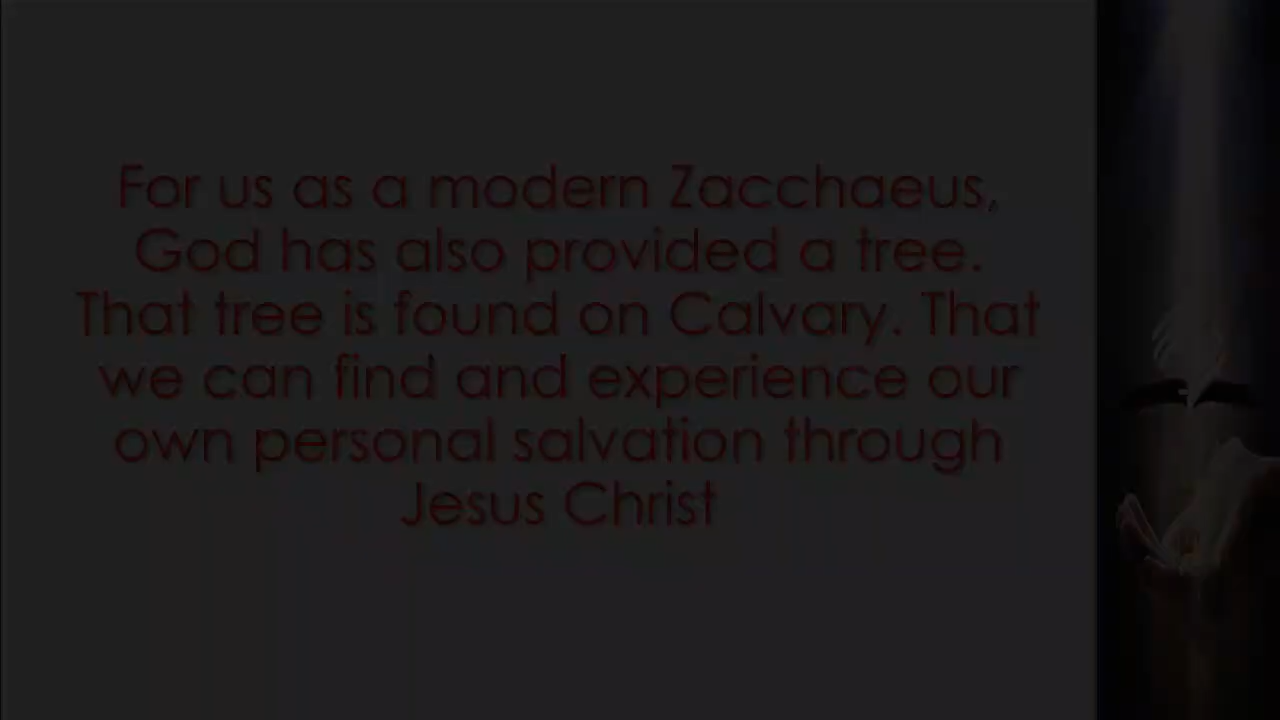 For us as a modern Zacchaeus,
God has also provided a tree.
That tree is found on Calvary. That
we can find and experience our
own personal salvation through
Jesus Christ